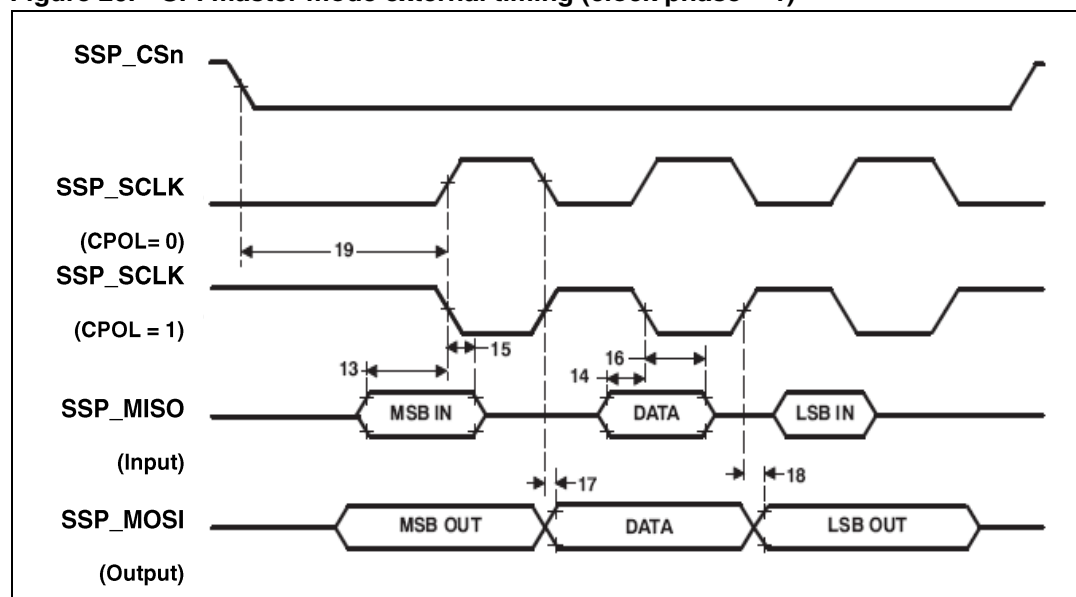 Figure SPI master mode external timing (clock phase = 1)
SSP_CSn
SSP_SCLK
(CPOL= 0)
19
SSP_SCLK
(CPOL = 1)
15
13
16
14
SSP_MISO
MSB IN
DATA
LSB IN
(Input)
17
18
SSP_MOSI
MSB OUT
DATA
LSB OUT
(Output)